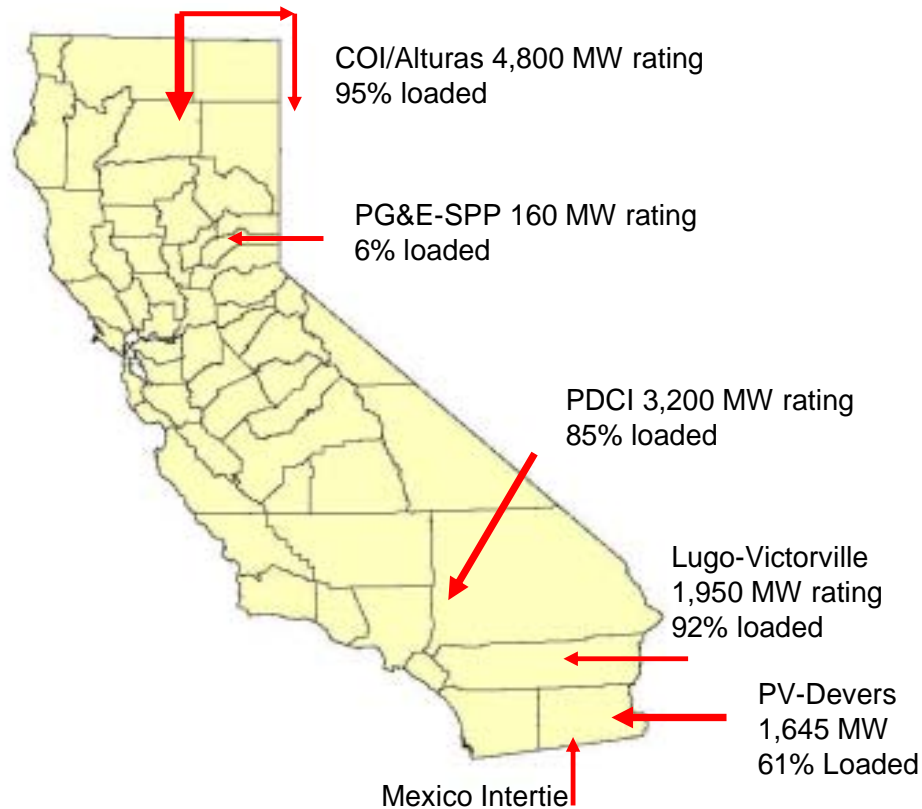 COI/Alturas 4,800 MW rating
95% loaded
PG&E-SPP 160 MW rating
6% loaded
PDCI 3,200 MW rating
85% loaded
Lugo-Victorville
1,950 MW rating
92% loaded
PV-Devers
1,645 MW
61% Loaded
Mexico Intertie